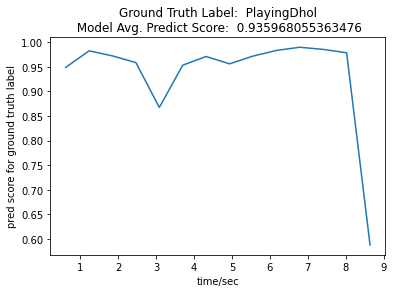 Ground Truth Label:  PlayingDhol
Model Avg. Predict Score:  0.935968055363476
pred score for ground truth label
1.00
0.95
0.90
0.85
0.80
0.75
0.70
0.65
0.60
1 2 3 4 5 6 7 8 9
time/sec